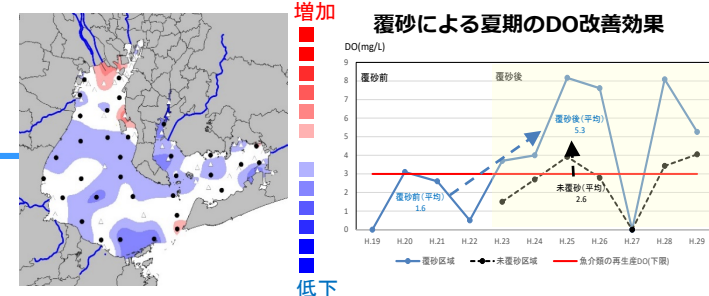 増加
低下
覆砂による夏期のDO改善効果
DO(mg/L)
9
8
7
6
5
4
3
2
1
0
覆砂前
覆砂後
覆砂後(平均)
5.3
未覆砂(平均)
2.6
覆砂前(平均)
1.6
H.19 H.20 H.21 H.22 H.23 H.24 H.25 H.26 H.27 H.28 H.29
覆砂区域 未覆砂区域 魚介類の再生産DO(下限)